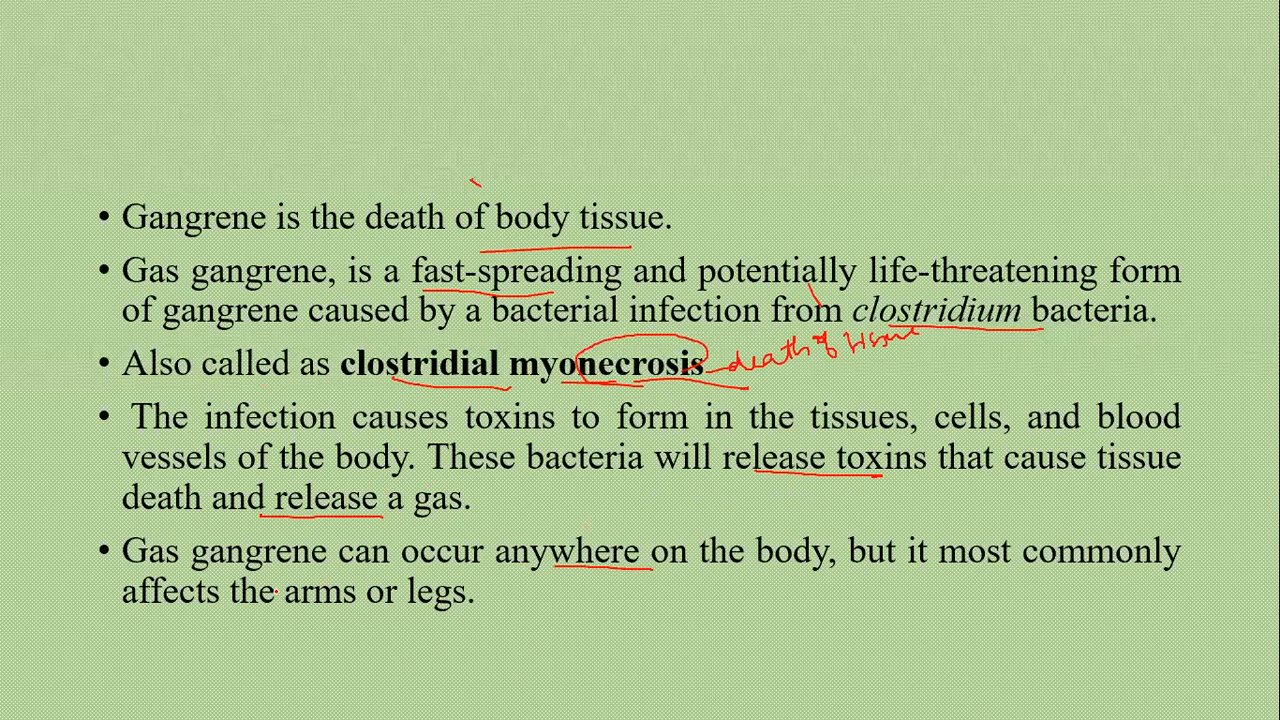 • Gangrene is the death of body tissue.
• Gas gangrene, is a fast-spreading and potentially life-threatening form
of gangrene caused by a bacterial infection from clostridium bacteria.
• Also called as clostridial myonecrosis death of tissue
• The infection causes toxins to form in the tissues, cells, and blood
vessels of the body. These bacteria will release toxins that cause tissue
death and release a gas.
• Gas gangrene can occur anywhere on the body, but it most commonly
affects the arms or legs.